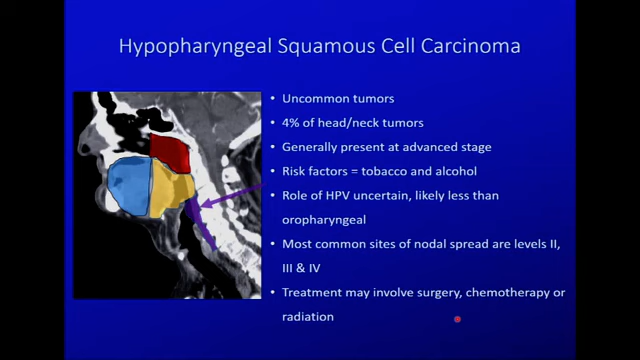 Hypopharyngeal Squamous Cell Carcinoma
• Uncommon tumors
• 4% of head/neck tumors
• Generally present at advanced stage
• Risk factors = tobacco and alcohol
• Role of HPV uncertain, likely less than
oropharyngeal
• Most common sites of nodal spread are levels II,
III & IV
• Treatment may involve surgery, chemotherapy or
radiation